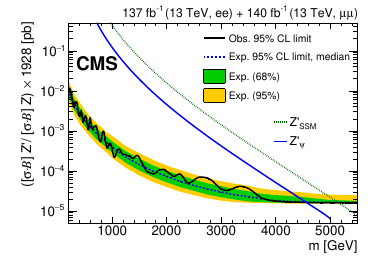 137 fb⁻¹ (13 TeV, ee) + 140 fb⁻¹ (13 TeV, μμ)
CMS
Obs. 95% CL limit
Exp. 95% CL limit, median
Exp. (68%)
Exp. (95%)
Z'SSM
Z'ψ
([σ·B] Z') / [σ·B] Z) × 1928 [pb]
10⁻¹
10⁻²
10⁻³
10⁻⁴
10⁻⁵
1000 2000 3000 4000 5000
m [GeV]